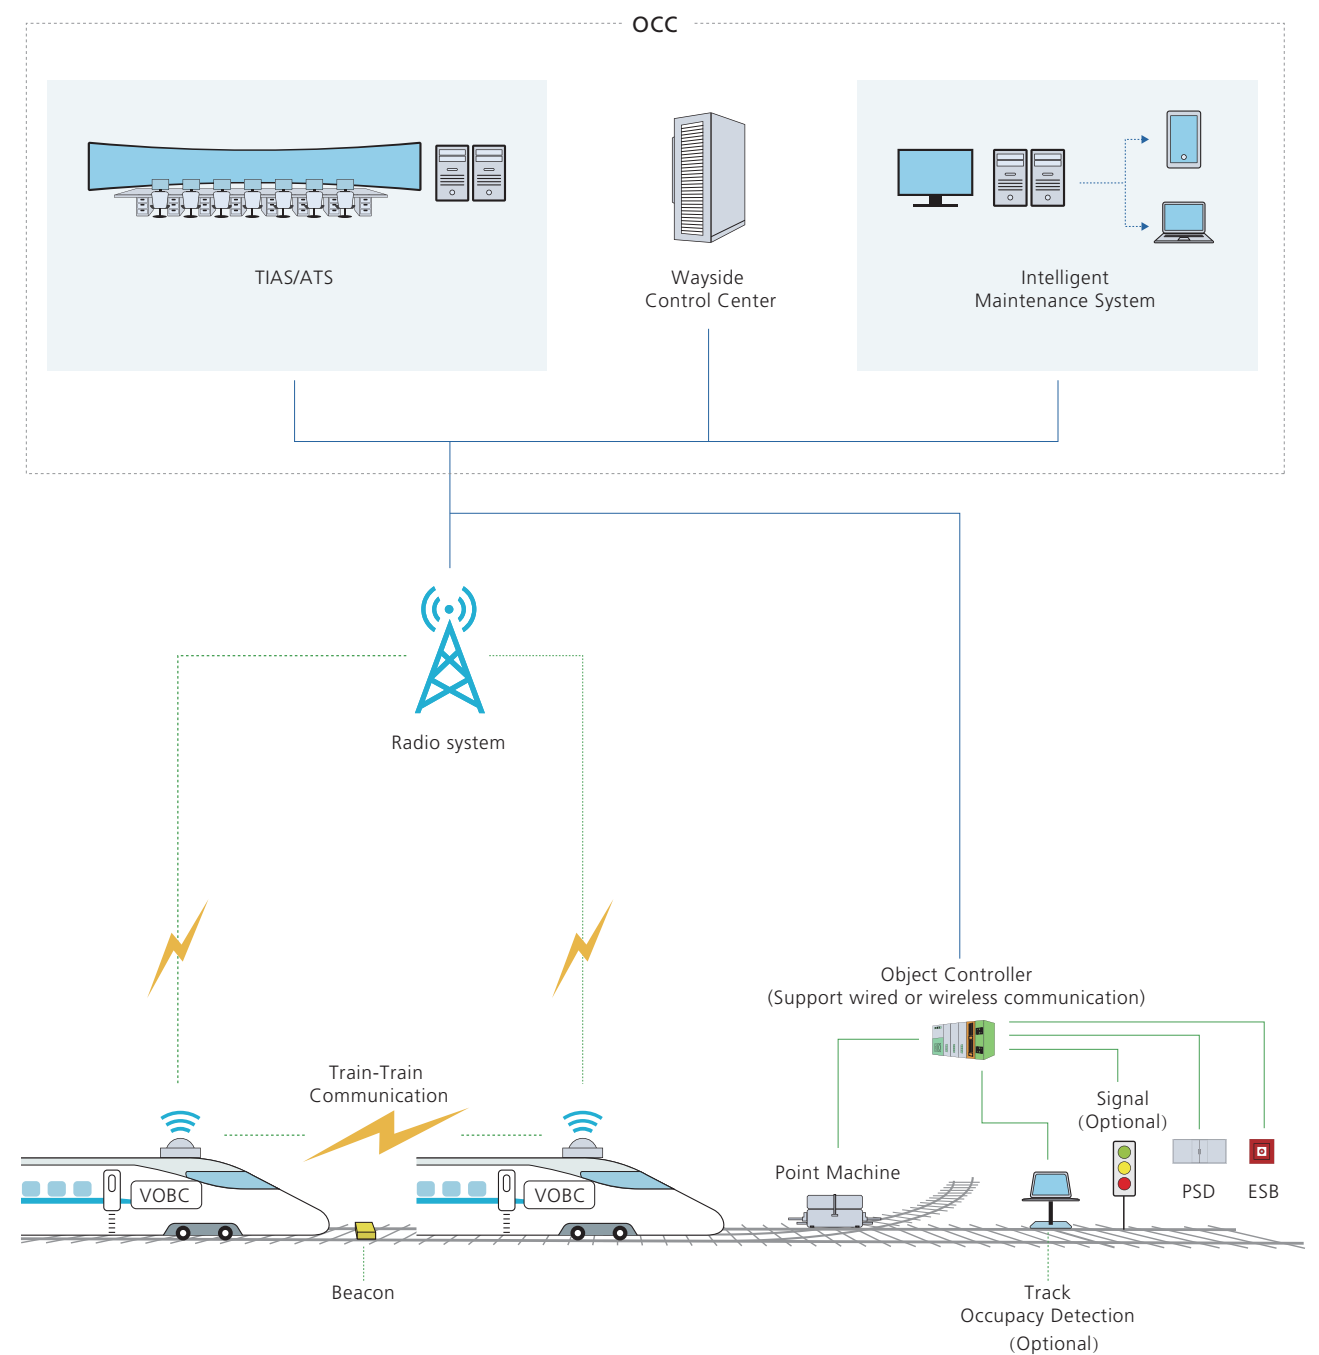 OCC
TIAS/ATS
Wayside
Control Center
Intelligent
Maintenance System
Radio system
Object Controller
(Support wired or wireless communication)
Train-Train
Communication
Signal
(Optional)
Point Machine
PSD
ESB
VOBC
VOBC
Beacon
Track
Occupacy Detection
(Optional)